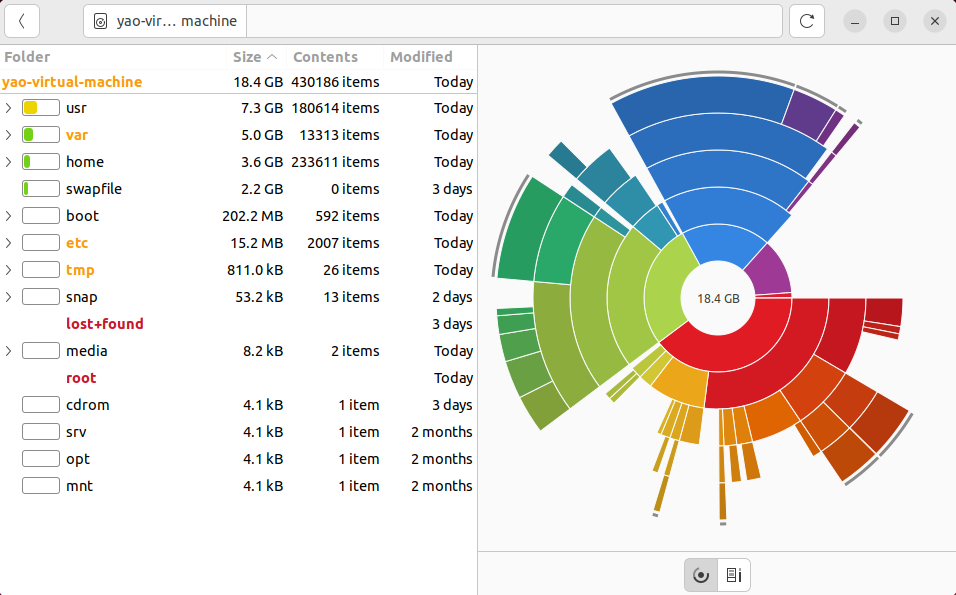 yao-vir… machine
Folder Size Contents Modified
yao-virtual-machine 18.4 GB 430186 items Today
usr 7.3 GB 180614 items Today
var 5.0 GB 13313 items Today
home 3.6 GB 233611 items Today
swapfile 2.2 GB 0 items 3 days
boot 202.2 MB 592 items Today
etc 15.2 MB 2007 items Today
tmp 811.0 kB 26 items Today
snap 53.2 kB 13 items 2 days
lost+found 3 days
media 8.2 kB 2 items Today
root Today
cdrom 4.1 kB 1 item 3 days
srv 4.1 kB 1 item 2 months
opt 4.1 kB 1 item 2 months
mnt 4.1 kB 1 item 2 months
18.4 GB